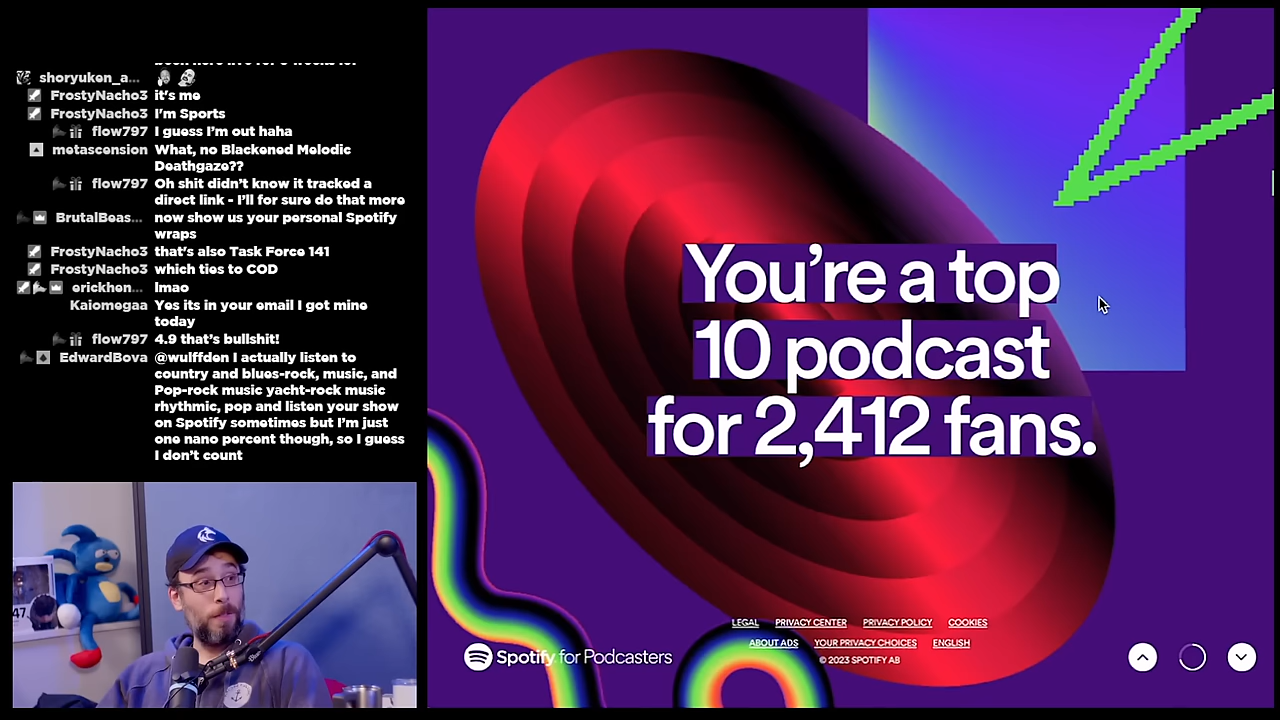 shoryuken_a...
FrostyNacho3 it's me
FrostyNacho3 I'm Sports
flow797 I guess I'm out haha
metascension What, no Blackened Melodic
Deathgaze??
flow797 Oh shit didn't know it tracked a
direct link - I'll for sure do that more
BrutalBeas... now show us your personal Spotify
wraps
FrostyNacho3 that's also Task Force 141
FrostyNacho3 which ties to COD
erickhen... lmao
Kaiomegaa Yes its in your email I got mine
today
flow797 4.9 that's bullshit!
EdwardBova @wulffden I actually listen to
country and blues-rock, music, and
Pop-rock music yacht-rock music
rhythmic, pop and listen your show
on Spotify sometimes but I'm just
one nano percent though, so I guess
I don't count
47
You're a top
10 podcast
for 2,412 fans.
LEGAL PRIVACY CENTER PRIVACY POLICY COOKIES
ABOUT ADS YOUR PRIVACY CHOICES ENGLISH
© 2023 SPOTIFY AB
Spotify for Podcasters